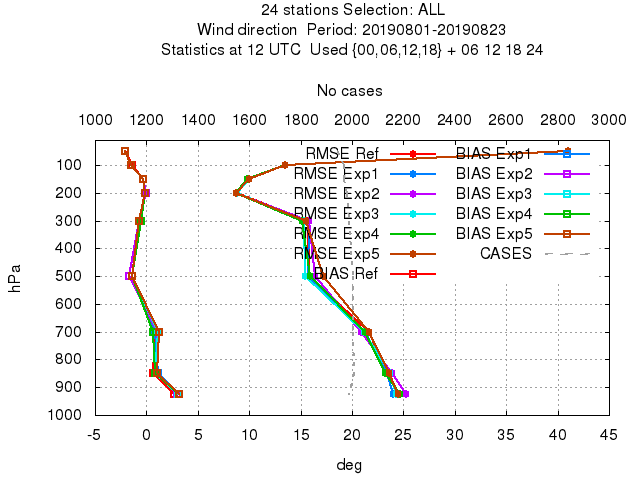 24 stations Selection: ALL
Wind direction  Period: 20190801-20190823
Statistics at 12 UTC  Used {00,06,12,18} + 06 12 18 24
No cases
1000 1200 1400 1600 1800 2000 2200 2400 2600 2800 3000
RMSE Ref
RMSE Exp1
RMSE Exp2
RMSE Exp3
RMSE Exp4
RMSE Exp5
BIAS Ref
BIAS Exp1
BIAS Exp2
BIAS Exp3
BIAS Exp4
BIAS Exp5
CASES
hPa
100
200
300
400
500
600
700
800
900
1000
-5 0 5 10 15 20 25 30 35 40 45
deg